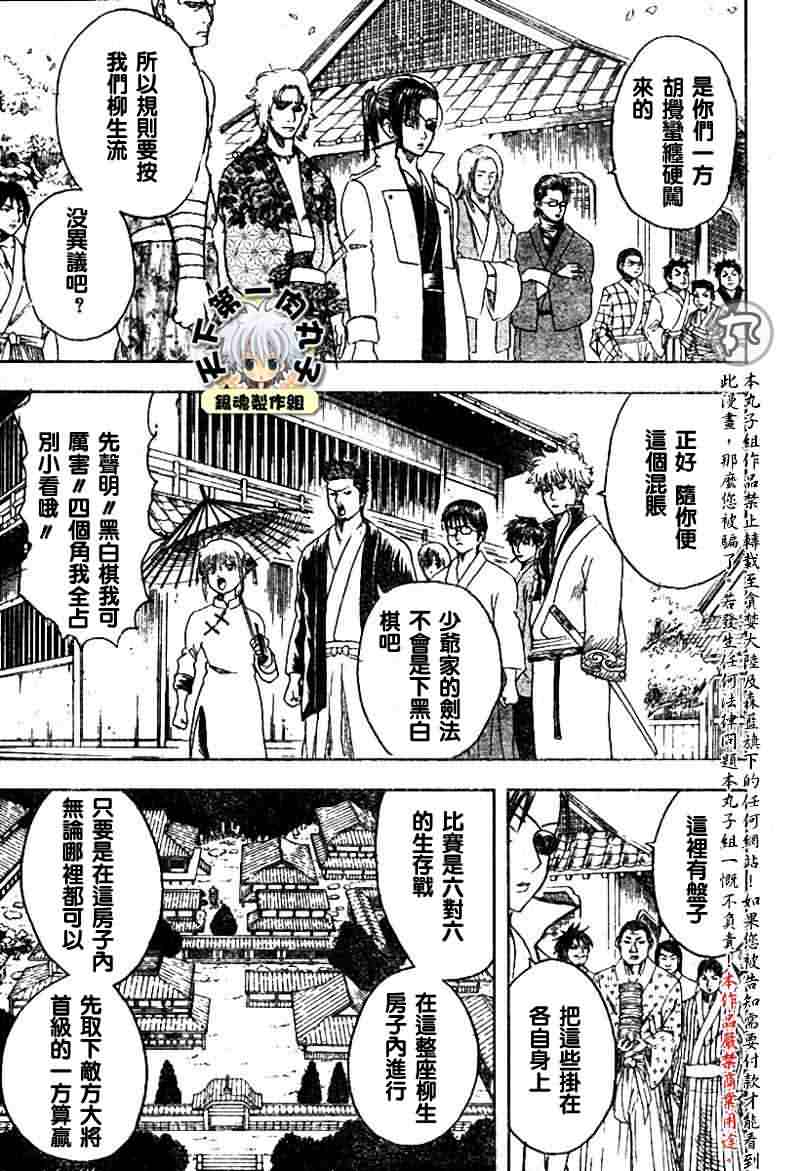 是你們一方
胡攪蠻纏硬闖
來的
所以規則要按
我們柳生流
没異議吧？
天下第一肉丸子
銀魂製作組
正好 隨你便
這個混賬
少爺家的劍法
不會是下黑白
棋吧
先聲明〃黑白棋我可
厲害〃四個角我全占
別小看哦〃
這裡有盤子
把這些掛在
各自身上
比賽是六對六
的生存戰
在這整座柳生
房子內進行
只要是在這房子內
無論哪裡都可以
先取下敵方大將
首級的一方算贏
本丸子組作品禁止轉載至貪婪大陸及森藍旗下的任何網站！如果您被告知需要付款才能看到
此漫畫，那麼您被騙了！若發生任何法律問題本丸子組一慨不負責！本作品嚴禁商業用途。